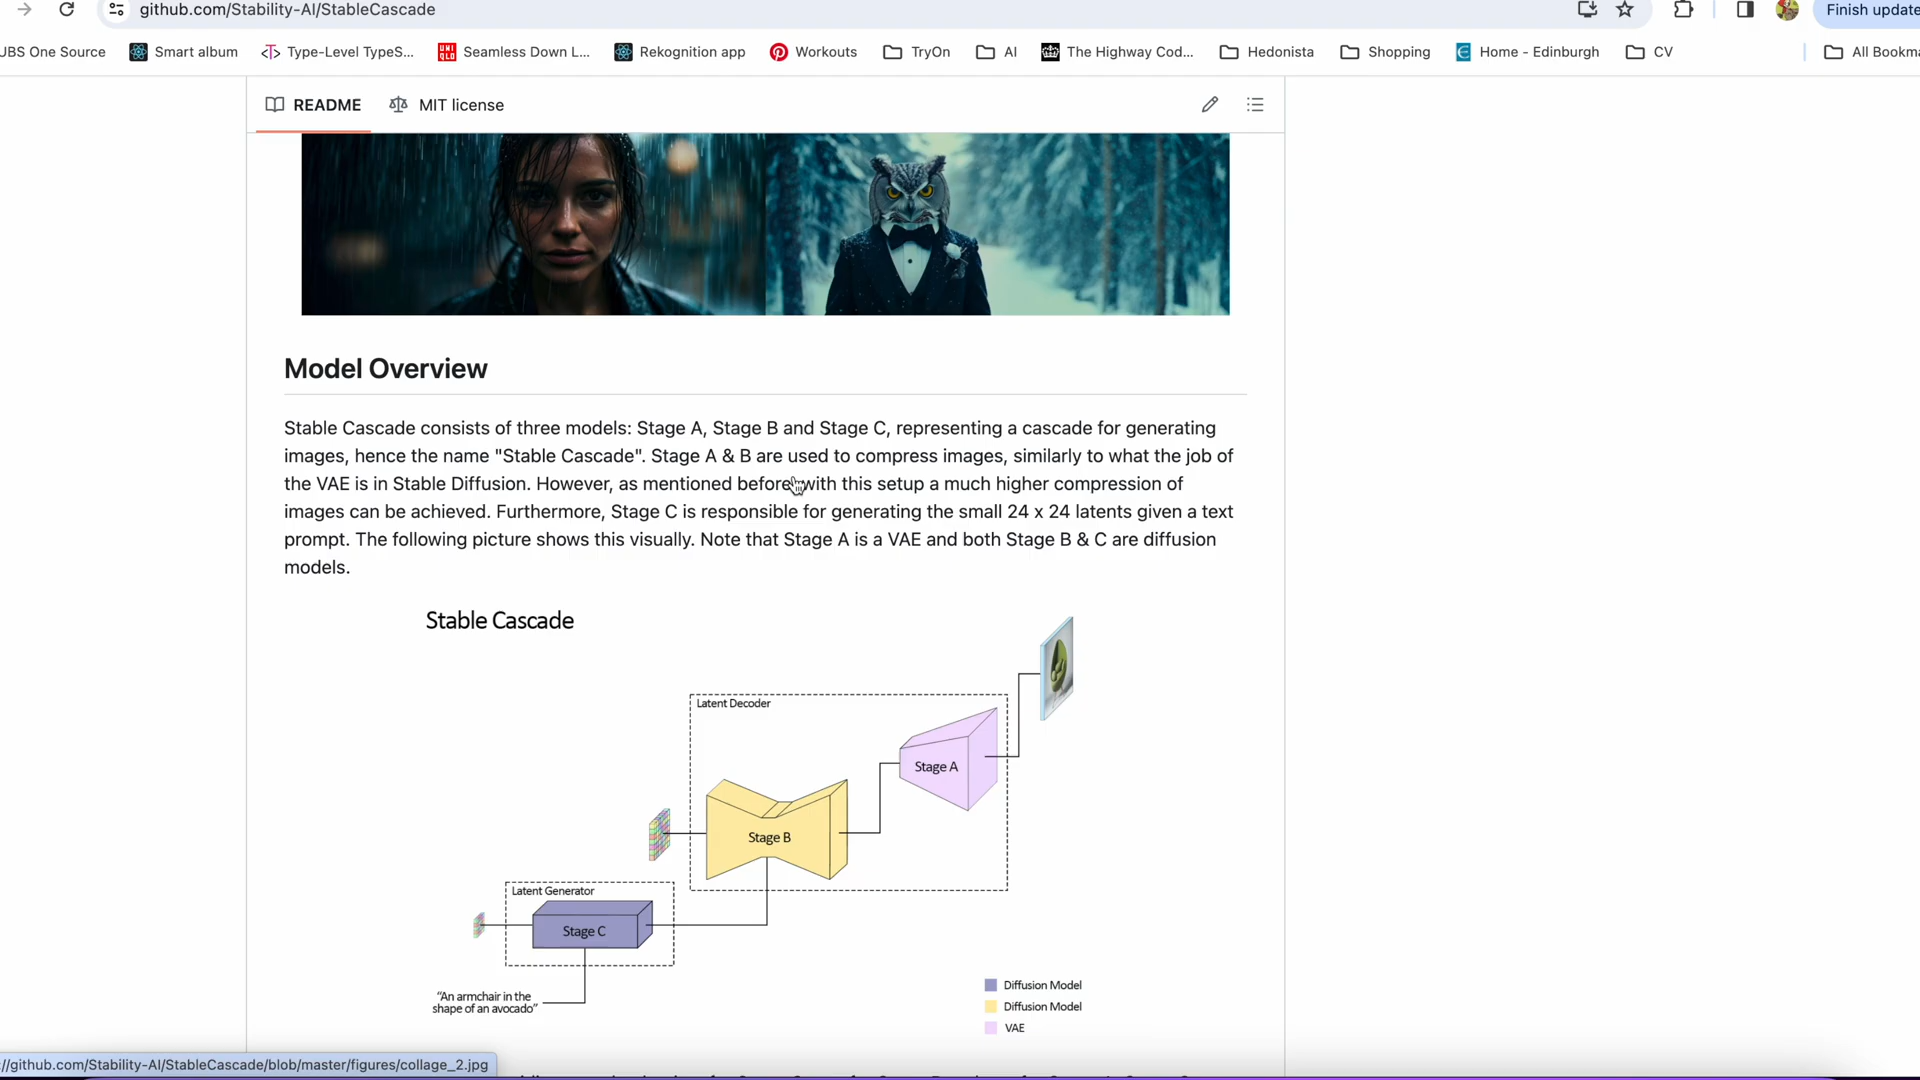 github.com/Stability-AI/StableCascade
Finish update
UBS One Source
Smart album
Type-Level TypeS...
Seamless Down L...
Rekognition app
Workouts
TryOn
AI
The Highway Cod...
Hedonista
Shopping
Home - Edinburgh
CV
All Bookma
README
MIT license
Model Overview
Stable Cascade consists of three models: Stage A, Stage B and Stage C, representing a cascade for generating
images, hence the name "Stable Cascade". Stage A & B are used to compress images, similarly to what the job of
the VAE is in Stable Diffusion. However, as mentioned before, with this setup a much higher compression of
images can be achieved. Furthermore, Stage C is responsible for generating the small 24 x 24 latents given a text
prompt. The following picture shows this visually. Note that Stage A is a VAE and both Stage B & C are diffusion
models.
Stable Cascade
Latent Decoder
Stage A
Stage B
Latent Generator
Stage C
"An armchair in the
shape of an avocado"
Diffusion Model
Diffusion Model
VAE
://github.com/Stability-AI/StableCascade/blob/master/figures/collage_2.jpg